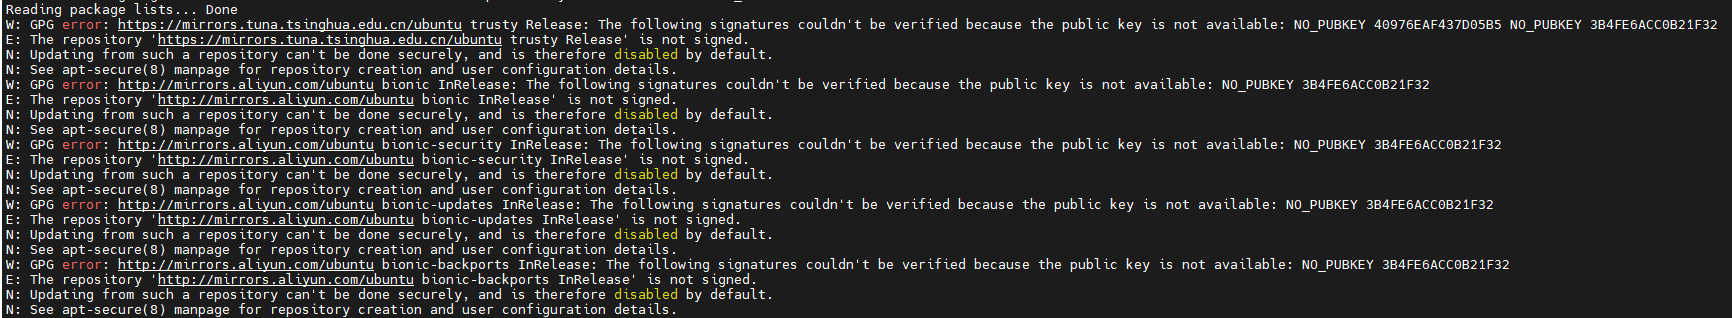 Reading package lists... Done
W: GPG error: https://mirrors.tuna.tsinghua.edu.cn/ubuntu trusty Release: The following signatures couldn't be verified because the public key is not available: NO_PUBKEY 40976EAF437D05B5 NO_PUBKEY 3B4FE6ACC0B21F32
E: The repository 'https://mirrors.tuna.tsinghua.edu.cn/ubuntu trusty Release' is not signed.
N: Updating from such a repository can't be done securely, and is therefore disabled by default.
N: See apt-secure(8) manpage for repository creation and user configuration details.
W: GPG error: http://mirrors.aliyun.com/ubuntu bionic InRelease: The following signatures couldn't be verified because the public key is not available: NO_PUBKEY 3B4FE6ACC0B21F32
E: The repository 'http://mirrors.aliyun.com/ubuntu bionic InRelease' is not signed.
N: Updating from such a repository can't be done securely, and is therefore disabled by default.
N: See apt-secure(8) manpage for repository creation and user configuration details.
W: GPG error: http://mirrors.aliyun.com/ubuntu bionic-security InRelease: The following signatures couldn't be verified because the public key is not available: NO_PUBKEY 3B4FE6ACC0B21F32
E: The repository 'http://mirrors.aliyun.com/ubuntu bionic-security InRelease' is not signed.
N: Updating from such a repository can't be done securely, and is therefore disabled by default.
N: See apt-secure(8) manpage for repository creation and user configuration details.
W: GPG error: http://mirrors.aliyun.com/ubuntu bionic-updates InRelease: The following signatures couldn't be verified because the public key is not available: NO_PUBKEY 3B4FE6ACC0B21F32
E: The repository 'http://mirrors.aliyun.com/ubuntu bionic-updates InRelease' is not signed.
N: Updating from such a repository can't be done securely, and is therefore disabled by default.
N: See apt-secure(8) manpage for repository creation and user configuration details.
W: GPG error: http://mirrors.aliyun.com/ubuntu bionic-backports InRelease: The following signatures couldn't be verified because the public key is not available: NO_PUBKEY 3B4FE6ACC0B21F32
E: The repository 'http://mirrors.aliyun.com/ubuntu bionic-backports InRelease' is not signed.
N: Updating from such a repository can't be done securely, and is therefore disabled by default.
N: See apt-secure(8) manpage for repository creation and user configuration details.